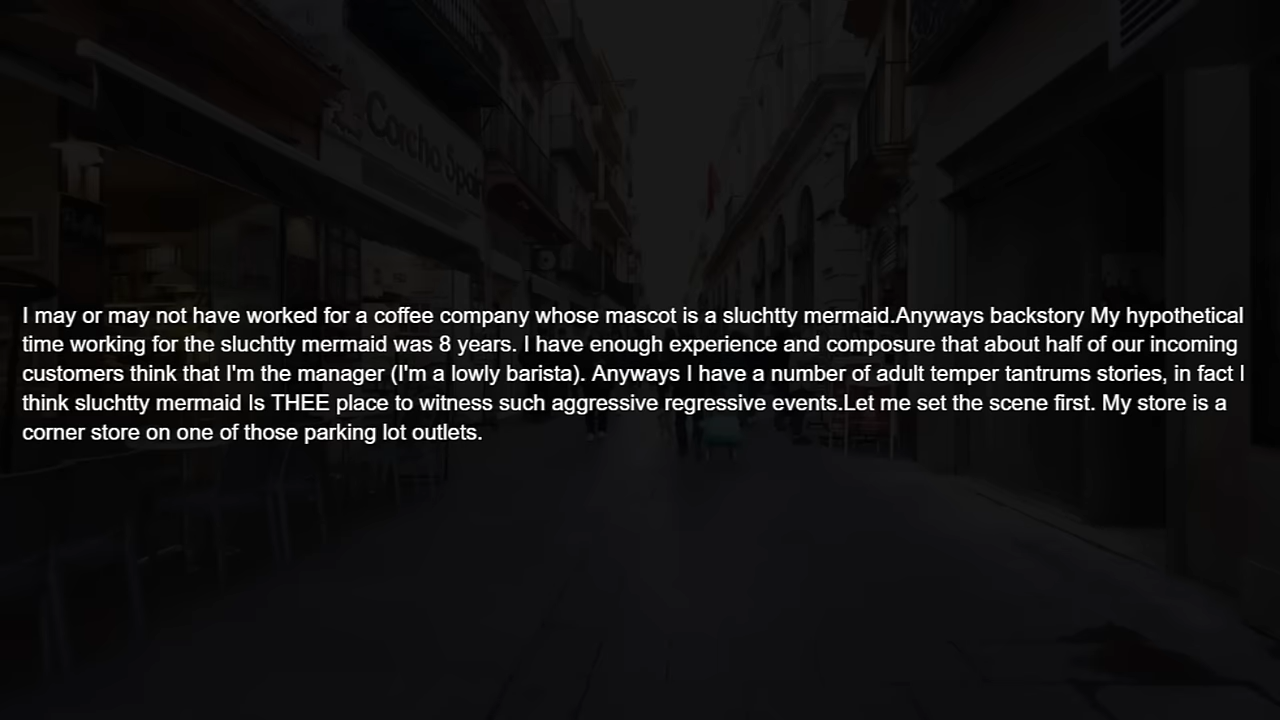 Corcho Spain
I may or may not have worked for a coffee company whose mascot is a sluchtty mermaid.Anyways backstory My hypothetical
time working for the sluchtty mermaid was 8 years. I have enough experience and composure that about half of our incoming
customers think that I'm the manager (I'm a lowly barista). Anyways I have a number of adult temper tantrums stories, in fact I
think sluchtty mermaid Is THEE place to witness such aggressive regressive events.Let me set the scene first. My store is a
corner store on one of those parking lot outlets.